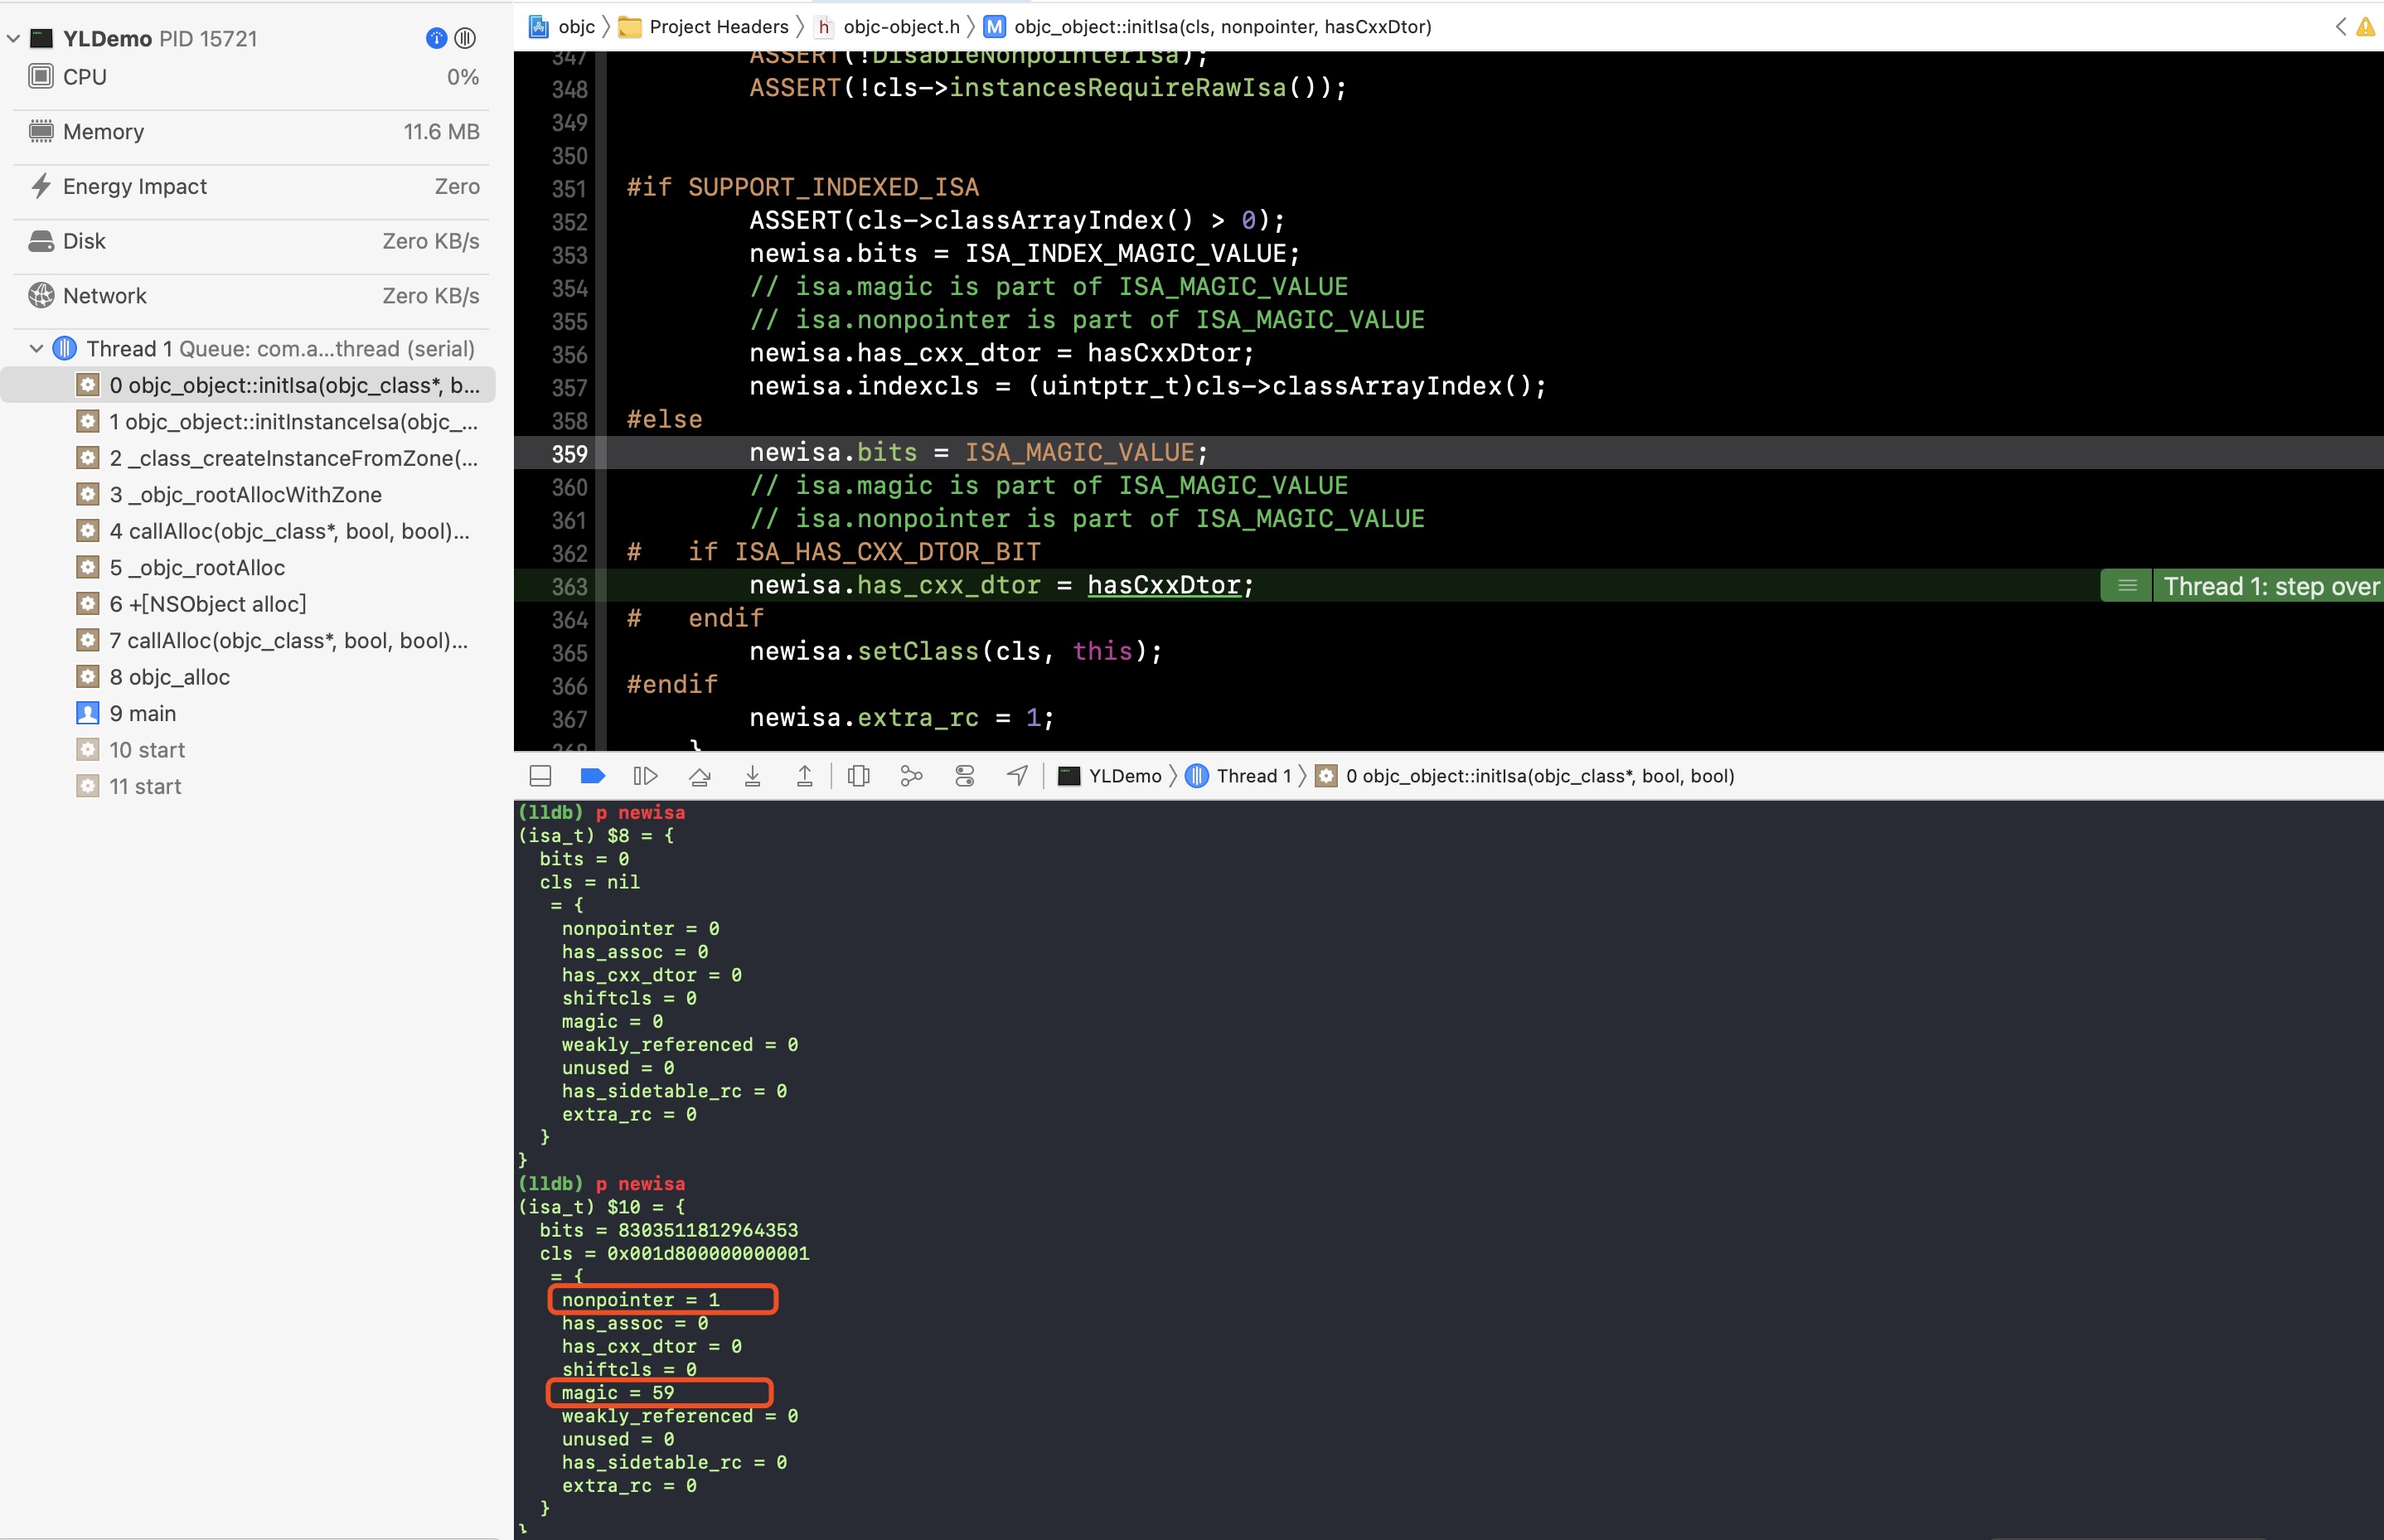 YLDemo PID 15721
CPU 0%
Memory 11.6 MB
Energy Impact Zero
Disk Zero KB/s
Network Zero KB/s
Thread 1 Queue: com.a...thread (serial)
0 objc_object::initIsa(objc_class*, b...
1 objc_object::initInstanceIsa(objc_...
2 _class_createInstanceFromZone(...
3 _objc_rootAllocWithZone
4 callAlloc(objc_class*, bool, bool)...
5 _objc_rootAlloc
6 +[NSObject alloc]
7 callAlloc(objc_class*, bool, bool)...
8 objc_alloc
9 main
10 start
11 start
objc 〉 Project Headers 〉 h objc-object.h 〉 M objc_object::initIsa(cls, nonpointer, hasCxxDtor)
347 ASSERT(!DisableNonpointerIsa);
348 ASSERT(!cls->instancesRequireRawIsa());
349
350
351 #if SUPPORT_INDEXED_ISA
352 ASSERT(cls->classArrayIndex() > 0);
353 newisa.bits = ISA_INDEX_MAGIC_VALUE;
354 // isa.magic is part of ISA_MAGIC_VALUE
355 // isa.nonpointer is part of ISA_MAGIC_VALUE
356 newisa.has_cxx_dtor = hasCxxDtor;
357 newisa.indexcls = (uintptr_t)cls->classArrayIndex();
358 #else
359 newisa.bits = ISA_MAGIC_VALUE;
360 // isa.magic is part of ISA_MAGIC_VALUE
361 // isa.nonpointer is part of ISA_MAGIC_VALUE
362 # if ISA_HAS_CXX_DTOR_BIT
363 newisa.has_cxx_dtor = hasCxxDtor; Thread 1: step over
364 # endif
365 newisa.setClass(cls, this);
366 #endif
367 newisa.extra_rc = 1;
368 }
YLDemo 〉 Thread 1 〉 0 objc_object::initIsa(objc_class*, bool, bool)
(lldb) p newisa
(isa_t) $8 = {
bits = 0
cls = nil
= {
nonpointer = 0
has_assoc = 0
has_cxx_dtor = 0
shiftcls = 0
magic = 0
weakly_referenced = 0
unused = 0
has_sidetable_rc = 0
extra_rc = 0
}
}
(lldb) p newisa
(isa_t) $10 = {
bits = 8303511812964353
cls = 0x001d800000000001
= {
nonpointer = 1
has_assoc = 0
has_cxx_dtor = 0
shiftcls = 0
magic = 59
weakly_referenced = 0
unused = 0
has_sidetable_rc = 0
extra_rc = 0
}
}